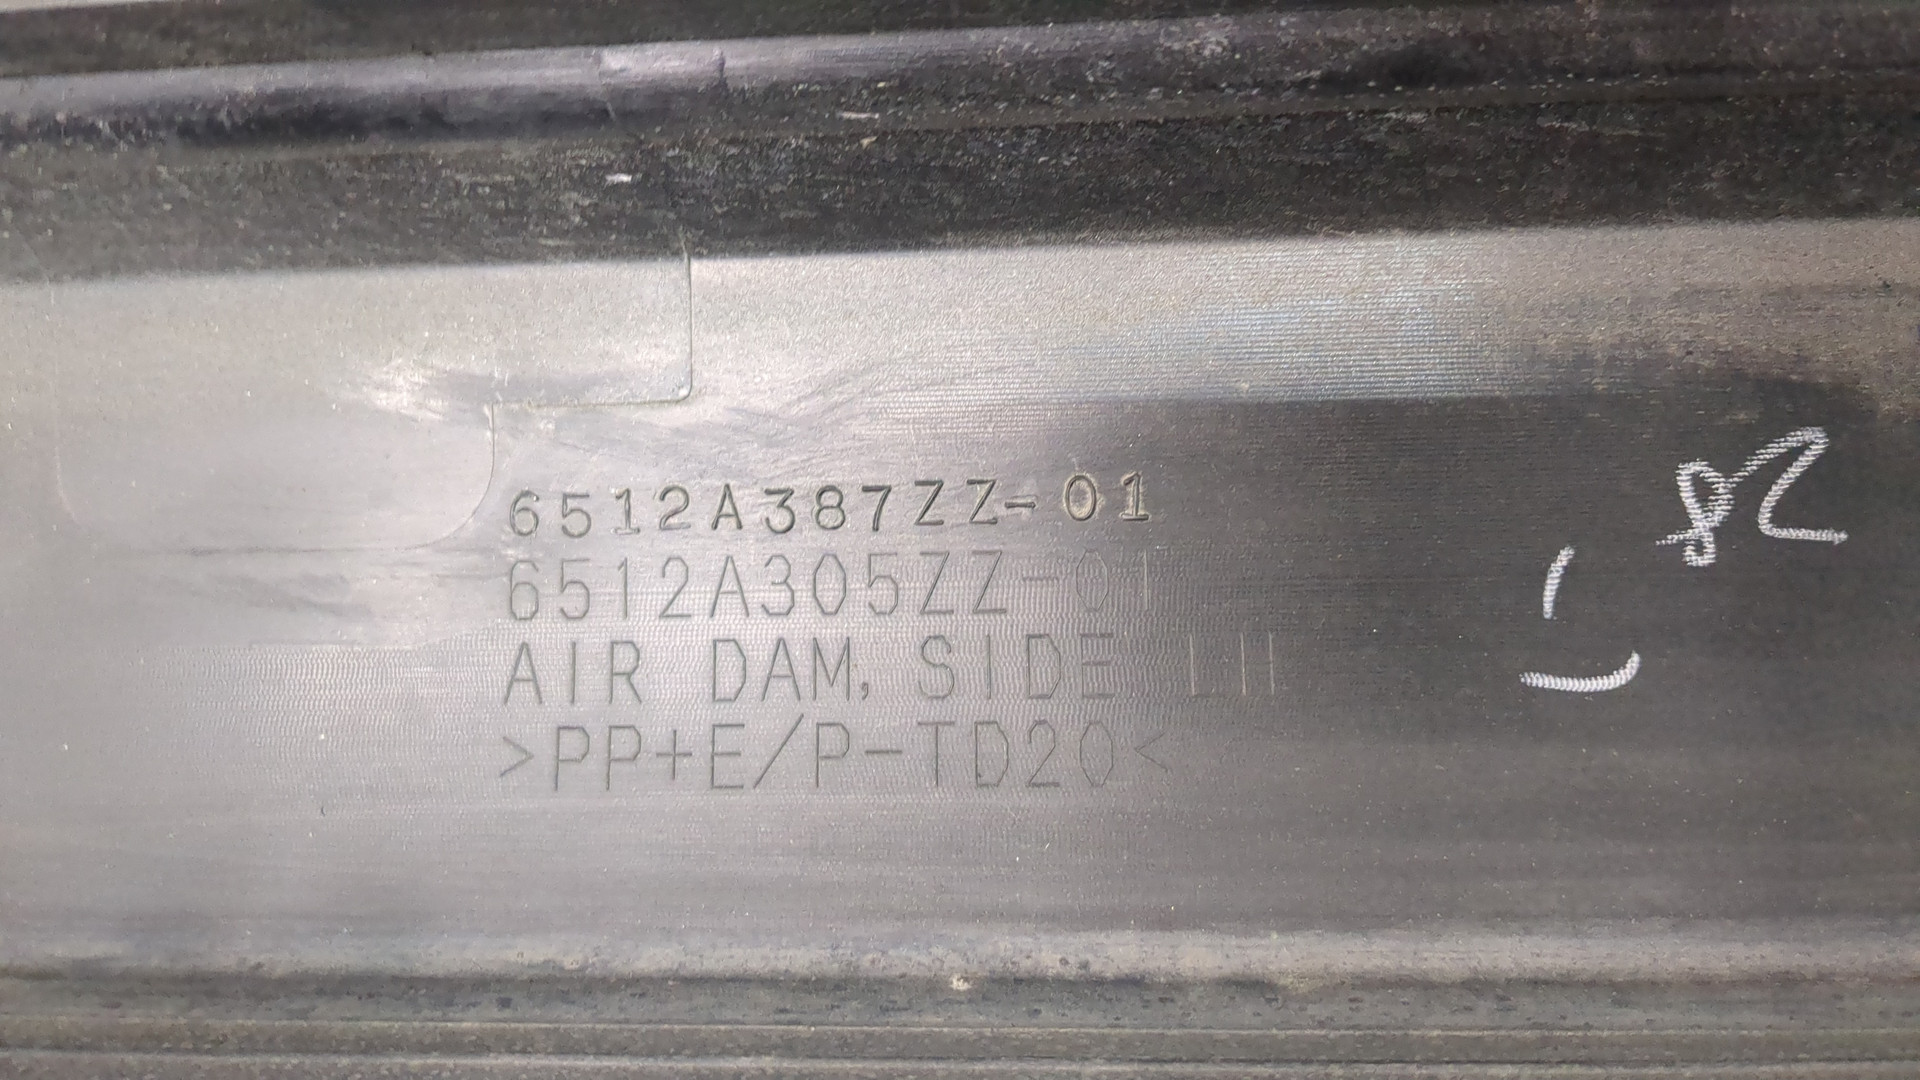 6512A387ZZ-01
6512A305ZZ-01
AIR DAM, SIDE LH
>PP+E/P-TD20<